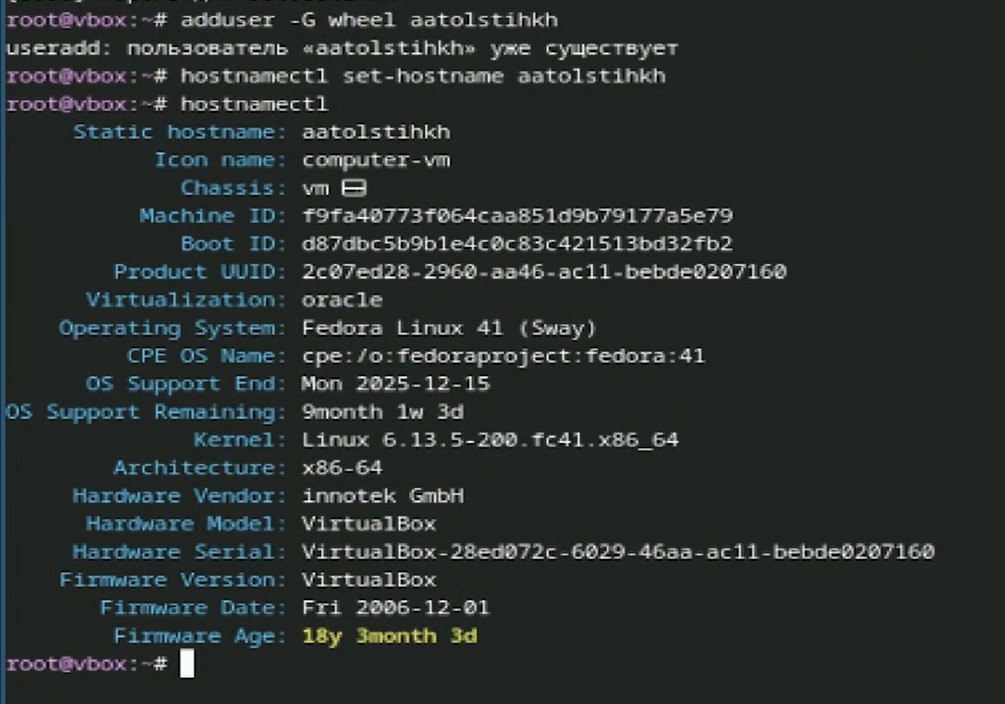 root@vbox:~# adduser -G wheel aatolstihkh
useradd: пользователь «aatolstihkh» уже существует
root@vbox:~# hostnamectl set-hostname aatolstihkh
root@vbox:~# hostnamectl
Static hostname: aatolstihkh
Icon name: computer-vm
Chassis: vm
Machine ID: f9fa40773f064caa851d9b79177a5e79
Boot ID: d87dbc5b9b1e4c0c83c421513bd32fb2
Product UUID: 2c07ed28-2960-aa46-ac11-bebde0207160
Virtualization: oracle
Operating System: Fedora Linux 41 (Sway)
CPE OS Name: cpe:/o:fedoraproject:fedora:41
OS Support End: Mon 2025-12-15
OS Support Remaining: 9month 1w 3d
Kernel: Linux 6.13.5-200.fc41.x86_64
Architecture: x86-64
Hardware Vendor: innotek GmbH
Hardware Model: VirtualBox
Hardware Serial: VirtualBox-28ed072c-6029-46aa-ac11-bebde0207160
Firmware Version: VirtualBox
Firmware Date: Fri 2006-12-01
Firmware Age: 18y 3month 3d
root@vbox:~#